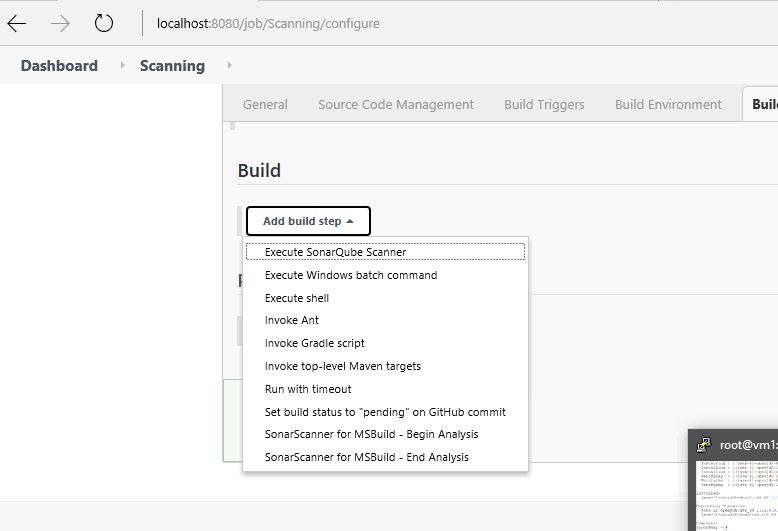 localhost:8080/job/Scanning/configure
Dashboard Scanning
General Source Code Management Build Triggers Build Environment
Build
Add build step
Execute SonarQube Scanner
Execute Windows batch command
Execute shell
Invoke Ant
Invoke Gradle script
Invoke top-level Maven targets
Run with timeout
Set build status to "pending" on GitHub commit
SonarScanner for MSBuild - Begin Analysis
SonarScanner for MSBuild - End Analysis
root@vm1: